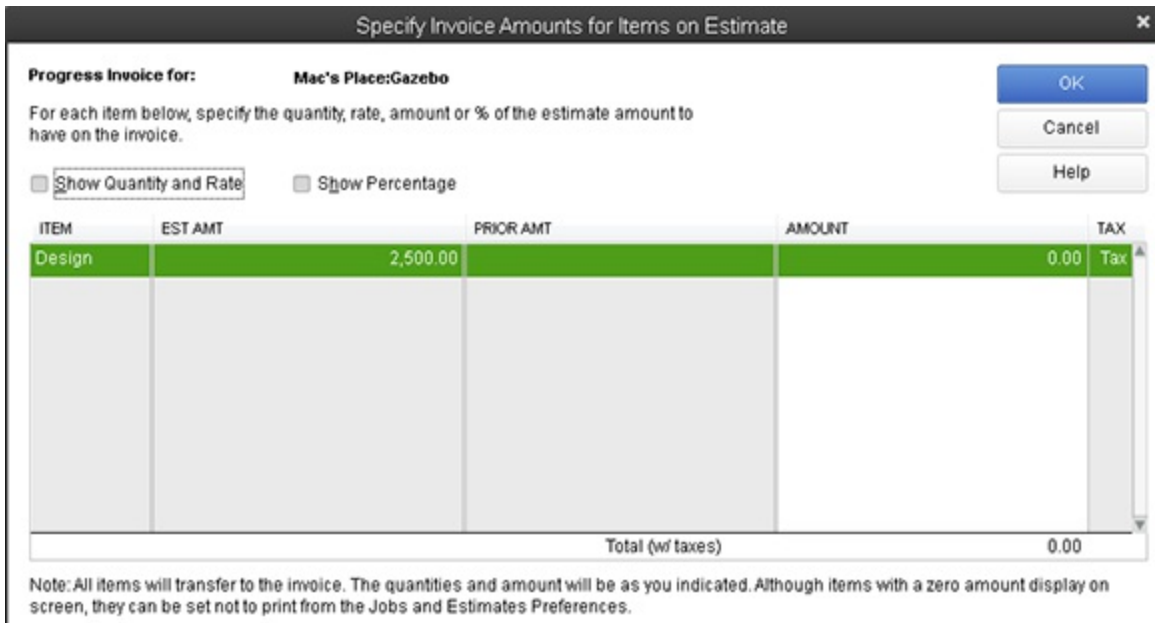 Specify Invoice Amounts for Items on Estimate
Progress Invoice for: Mac's Place:Gazebo
OK
For each item below, specify the quantity, rate, amount or % of the estimate amount to
have on the invoice.
Cancel
Help
Show Quantity and Rate Show Percentage
ITEM EST AMT PRIOR AMT AMOUNT TAX
Design 2,500.00 0.00 Tax
Total (w/ taxes) 0.00
Note: All items will transfer to the invoice. The quantities and amount will be as you indicated. Although items with a zero amount display on
screen, they can be set not to print from the Jobs and Estimates Preferences.